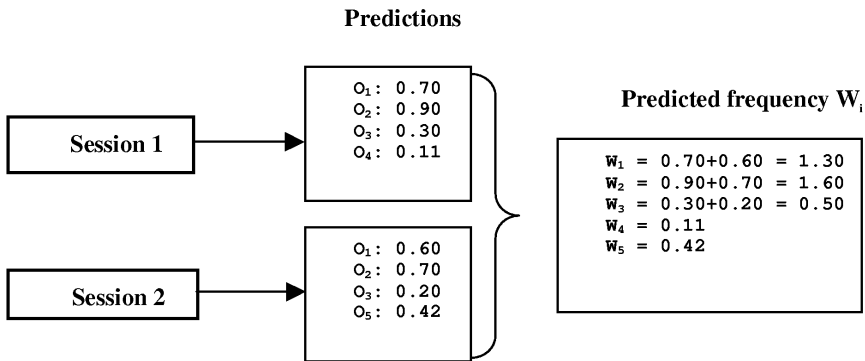 Predictions
Session 1
O₁: 0.70
O₂: 0.90
O₃: 0.30
O₄: 0.11
Session 2
O₁: 0.60
O₂: 0.70
O₃: 0.20
O₅: 0.42
Predicted frequency Wᵢ
W₁ = 0.70+0.60 = 1.30
W₂ = 0.90+0.70 = 1.60
W₃ = 0.30+0.20 = 0.50
W₄ = 0.11
W₅ = 0.42